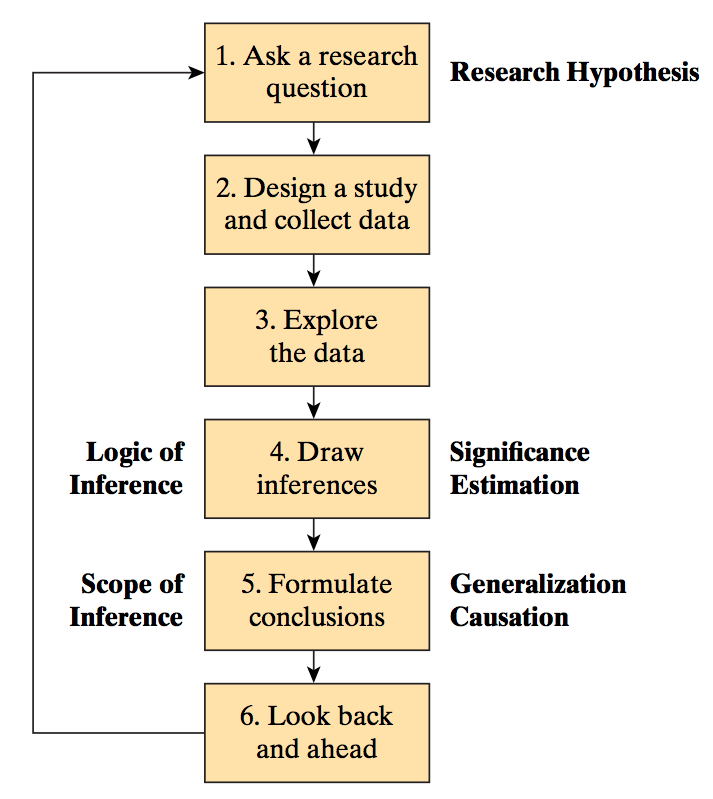 1. Ask a research
question
Research Hypothesis
2. Design a study
and collect data
3. Explore
the data
Logic of
Inference
4. Draw
inferences
Significance
Estimation
Scope of
Inference
5. Formulate
conclusions
Generalization
Causation
6. Look back
and ahead